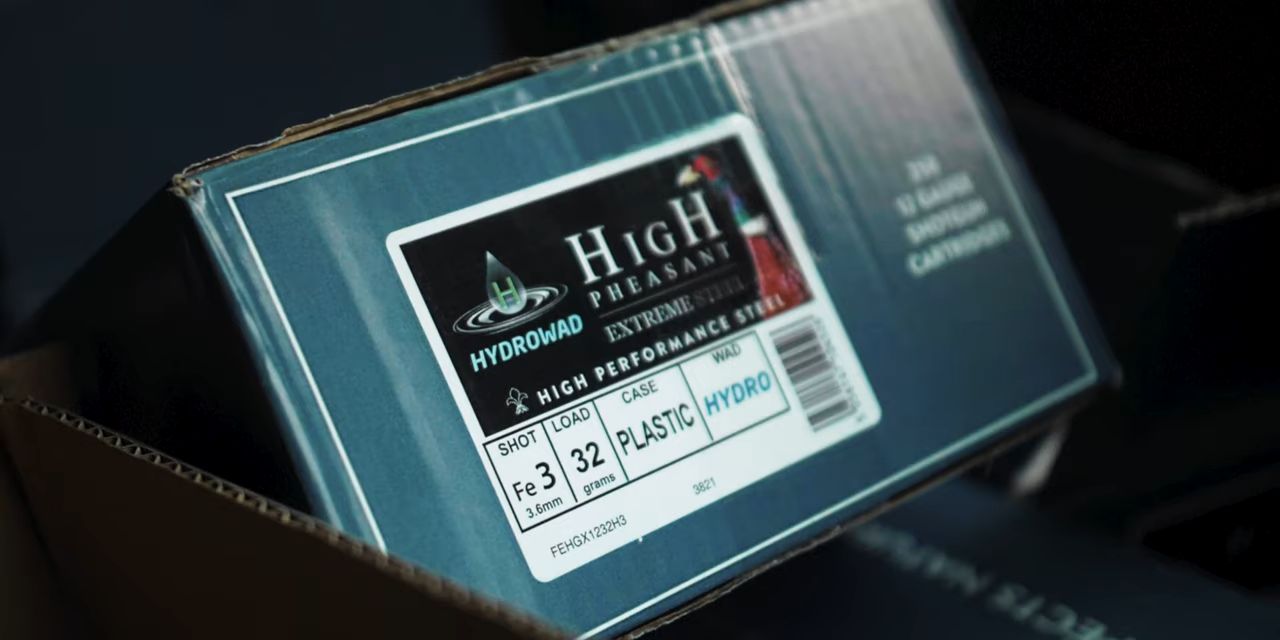 HIGH
PHEASANT
EXTREME STEEL
H
HYDROWAD
HIGH PERFORMANCE STEEL
SHOT
Fe 3
3.6mm
LOAD
32
grams
CASE
PLASTIC
WAD
HYDRO
3821
FEHGX1232H3
250
12 GAUGE
SHOTGUN
CARTRIDGES